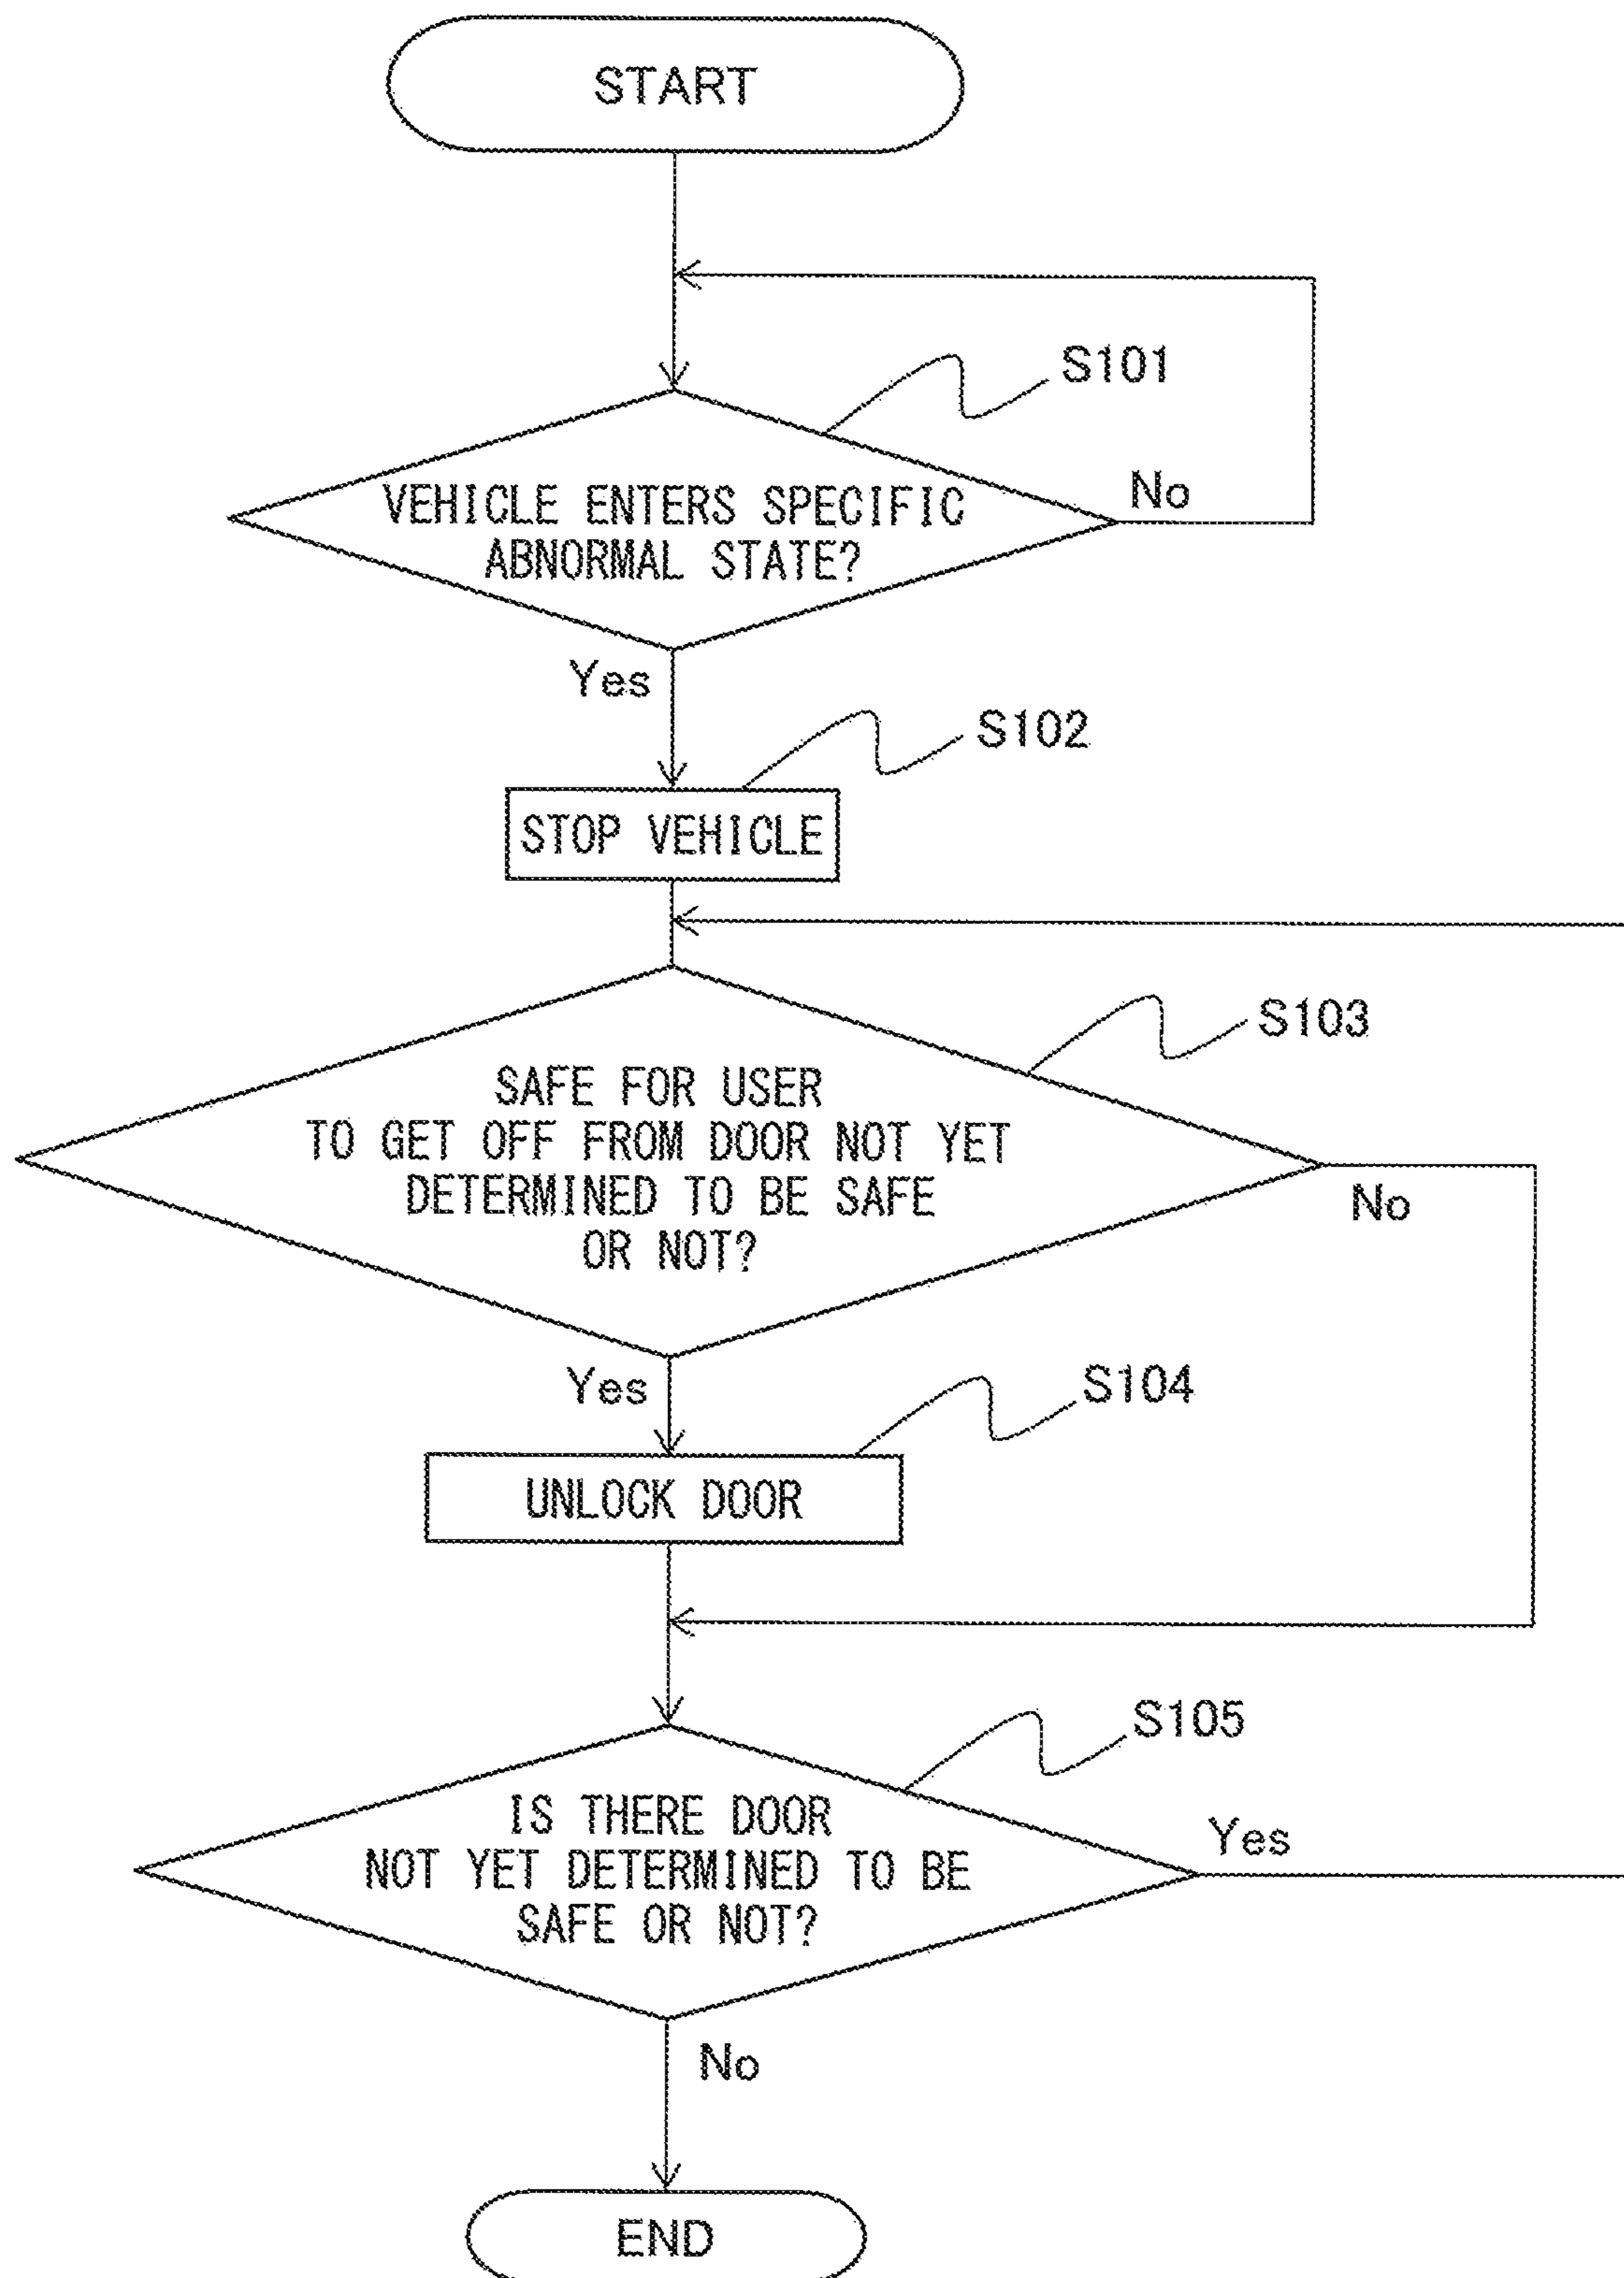 START
S101
VEHICLE ENTERS SPECIFIC
ABNORMAL STATE?
No
Yes
S102
STOP VEHICLE
S103
SAFE FOR USER
TO GET OFF FROM DOOR NOT YET
DETERMINED TO BE SAFE
OR NOT?
No
Yes
S104
UNLOCK DOOR
S105
IS THERE DOOR
NOT YET DETERMINED TO BE
SAFE OR NOT?
Yes
No
END